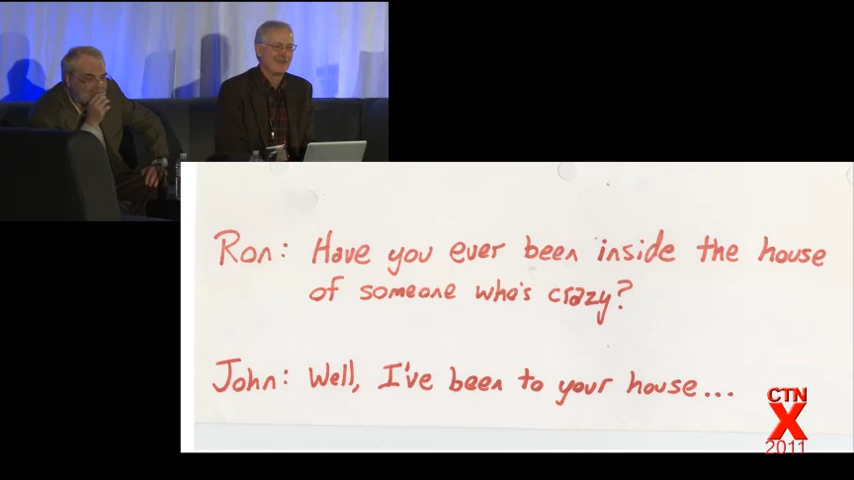 Ron: Have you ever been inside the house
of someone who's crazy?
John: Well, I've been to your house...
CTN
X
2011